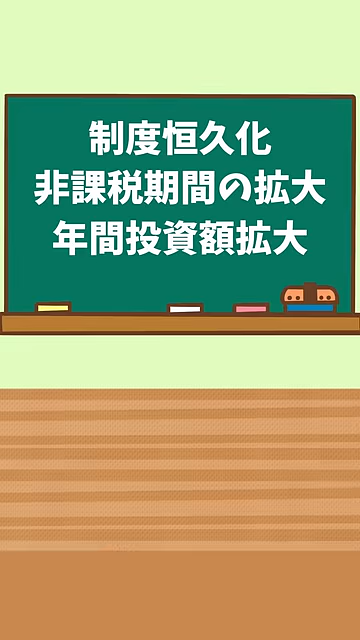 制度恒久化
非課税期間の拡大
年間投資額拡大